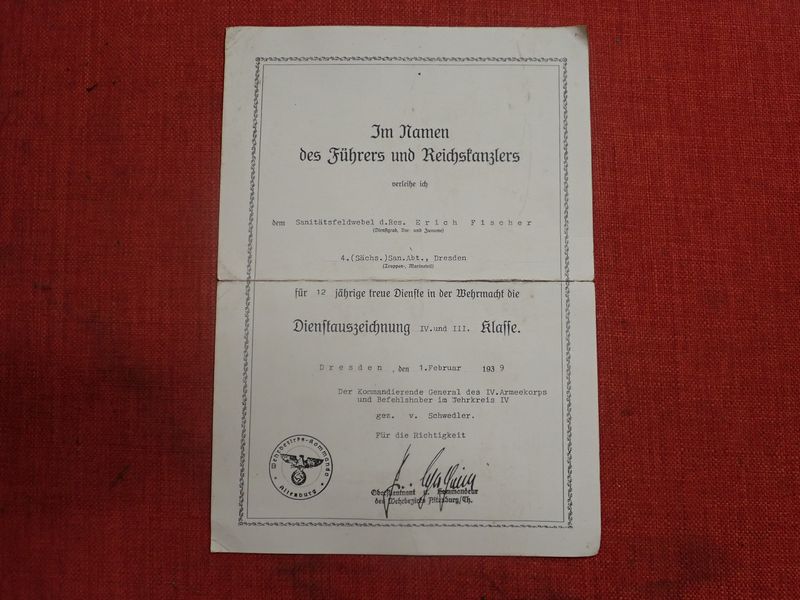 Im Namen
des Führers und Reichskanzlers
verleihe ich
dem Sanitätsfeldwebel d.Res. Erich Fischer
(Dienstgrad, Vor- und Zuname)
4.(Sächs.)San.Abt., Dresden
(Truppen-, Marineteil)
für 12 jährige treue Dienste in der Wehrmacht die
Dienstauszeichnung IV.und III. Klasse.
Dresden, den 1.Februar 1939
Der Kommandierende General des IV.Armeekorps
und Befehlshaber im Wehrkreis IV
gez. v. Schwedler.
Für die Richtigkeit
Wehrbezirks-Kommando
Altenburg
Oberstleutnant u. Kommandeur
des Wehrbezirks Altenburg/Th.